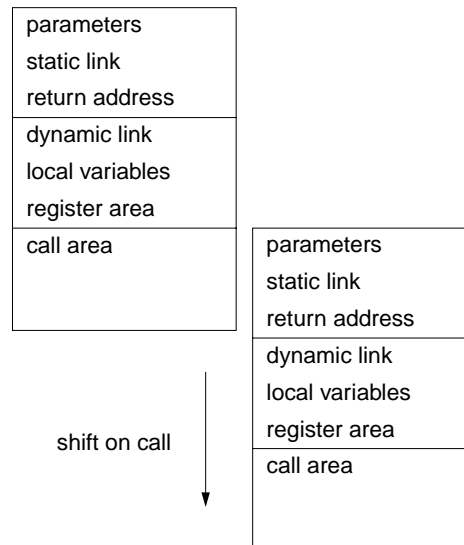 parameters
static link
return address
dynamic link
local variables
register area
call area
parameters
static link
return address
dynamic link
local variables
register area
call area
shift on call